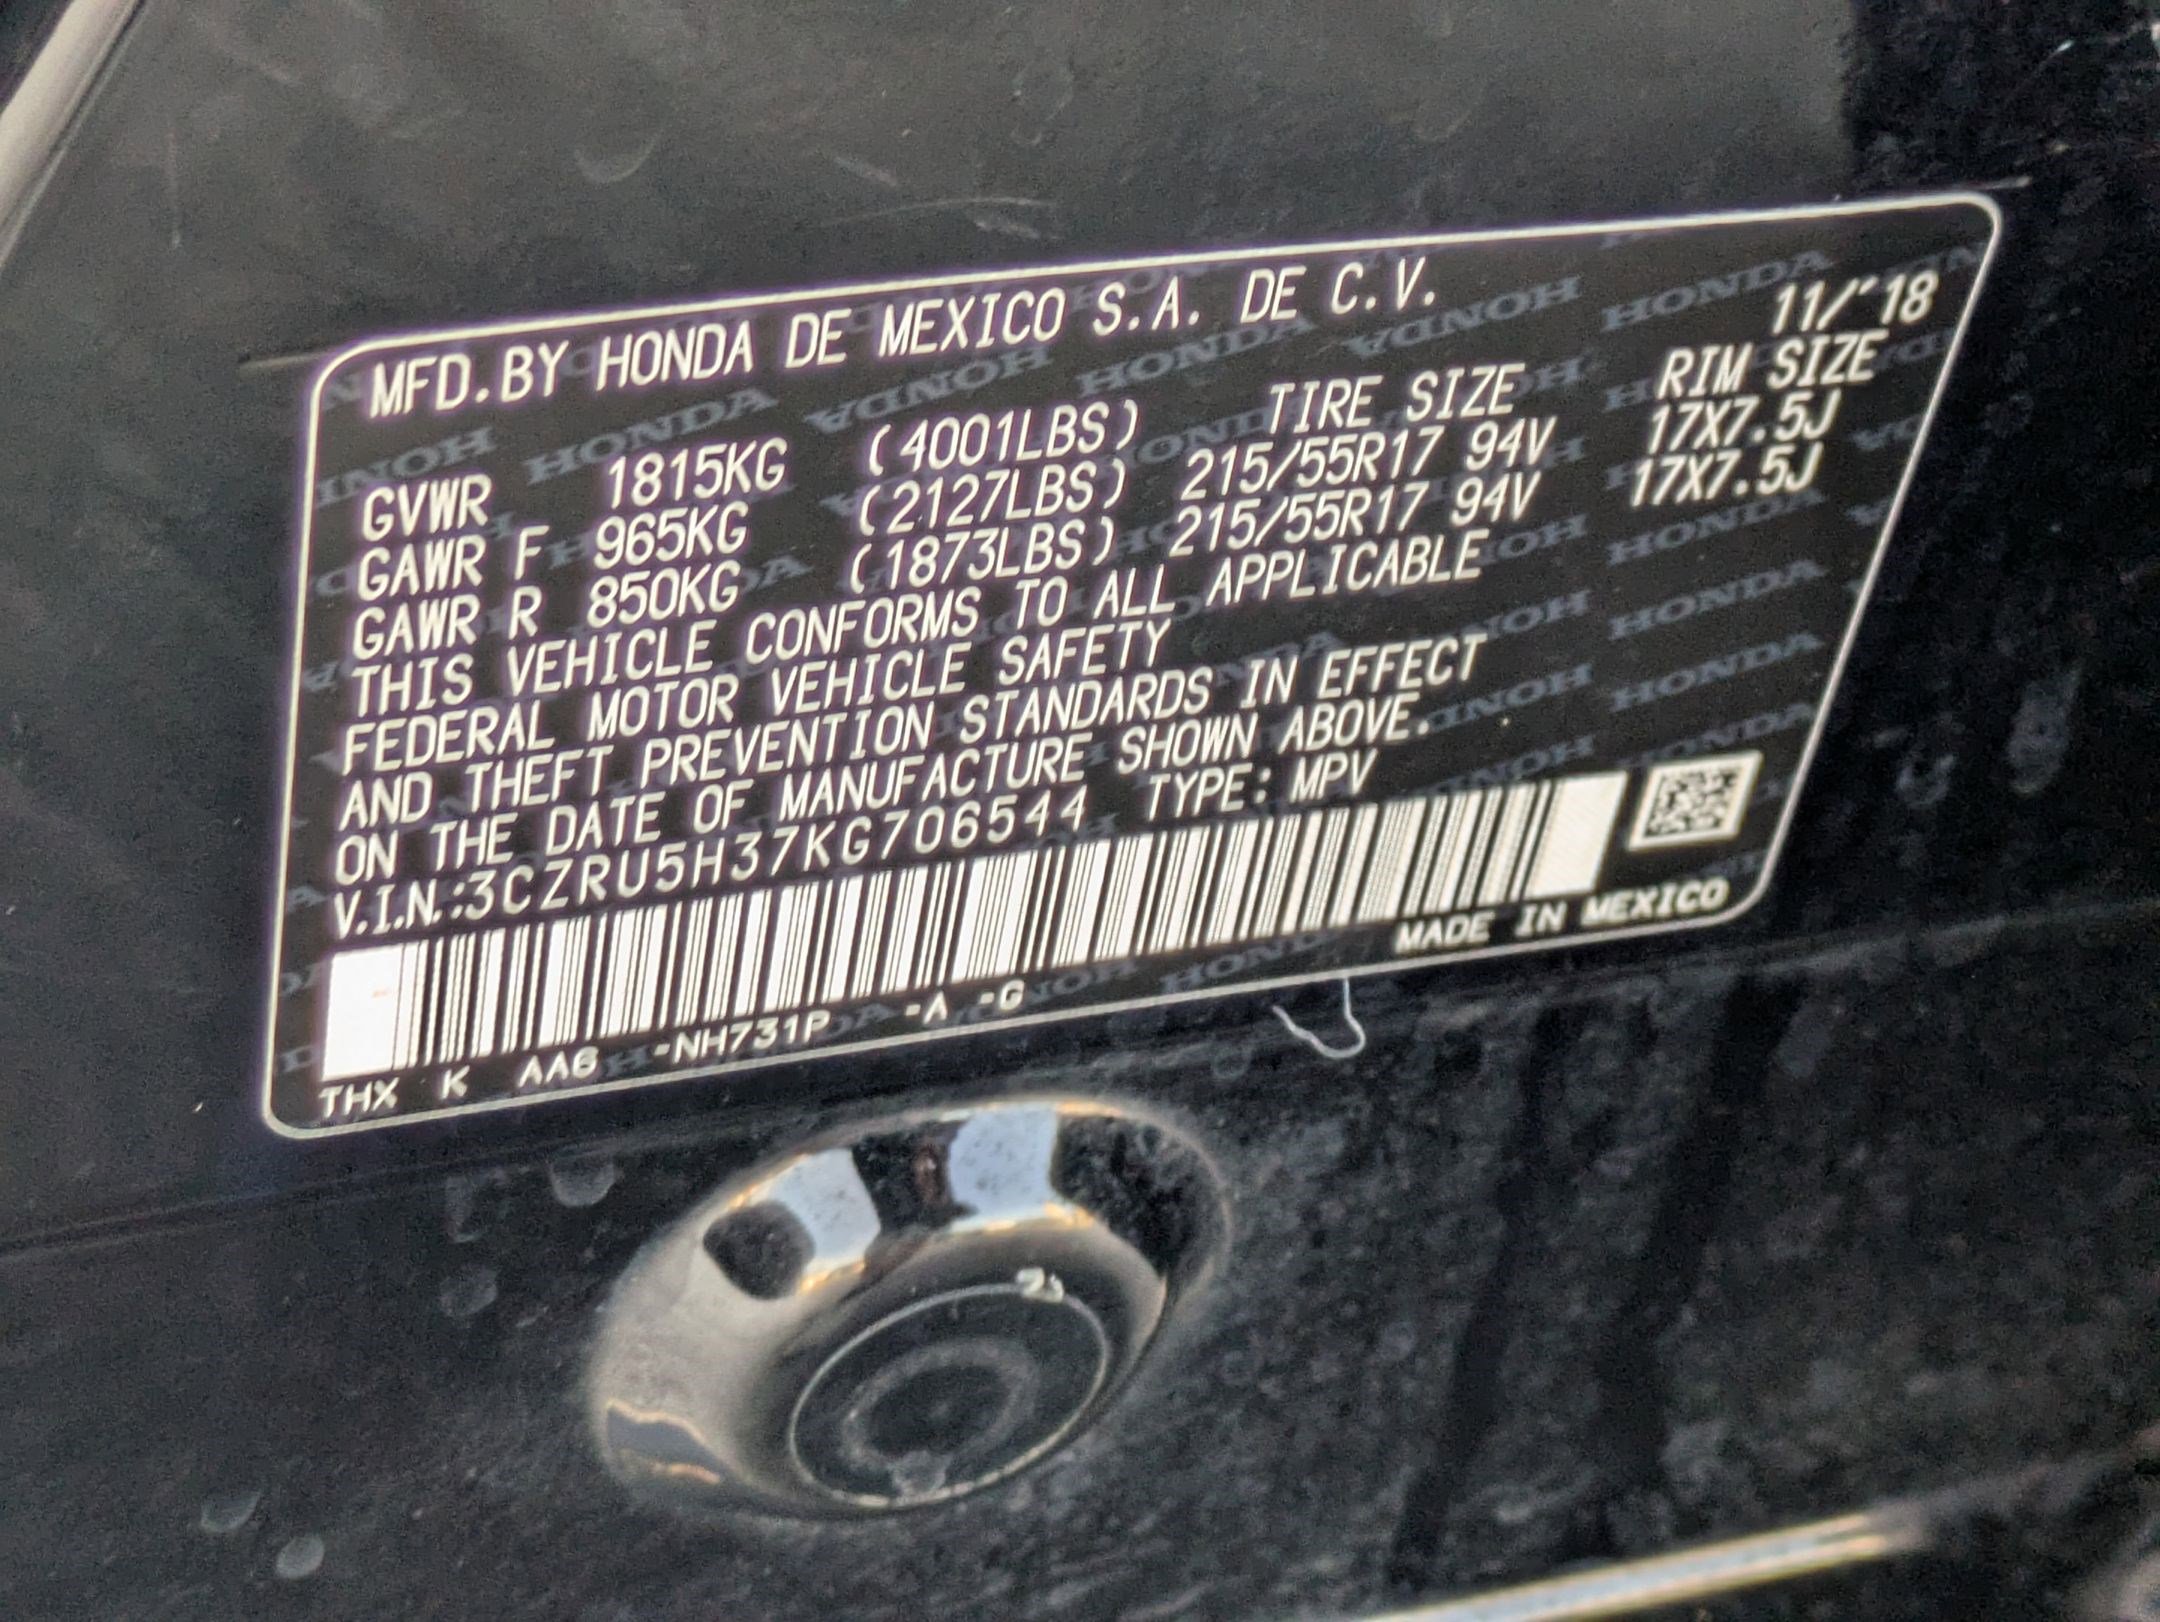 MFD.BY HONDA DE MEXICO S.A. DE C.V.
11/"18
TIRE SIZE RIM SIZE
GVWR 1815KG (4001LBS)
GAWR F 965KG (2127LBS) 215/55R17 94V 17X7.5J
GAWR R 850KG (1873LBS) 215/55R17 94V 17X7.5J
THIS VEHICLE CONFORMS TO ALL APPLICABLE
FEDERAL MOTOR VEHICLE SAFETY
AND THEFT PREVENTION STANDARDS IN EFFECT
ON THE DATE OF MANUFACTURE SHOWN ABOVE.
V.I.N.:3CZRU5H37KG706544 TYPE: MPV
MADE IN MEXICO
THX K AA6 -NH731P -A -G